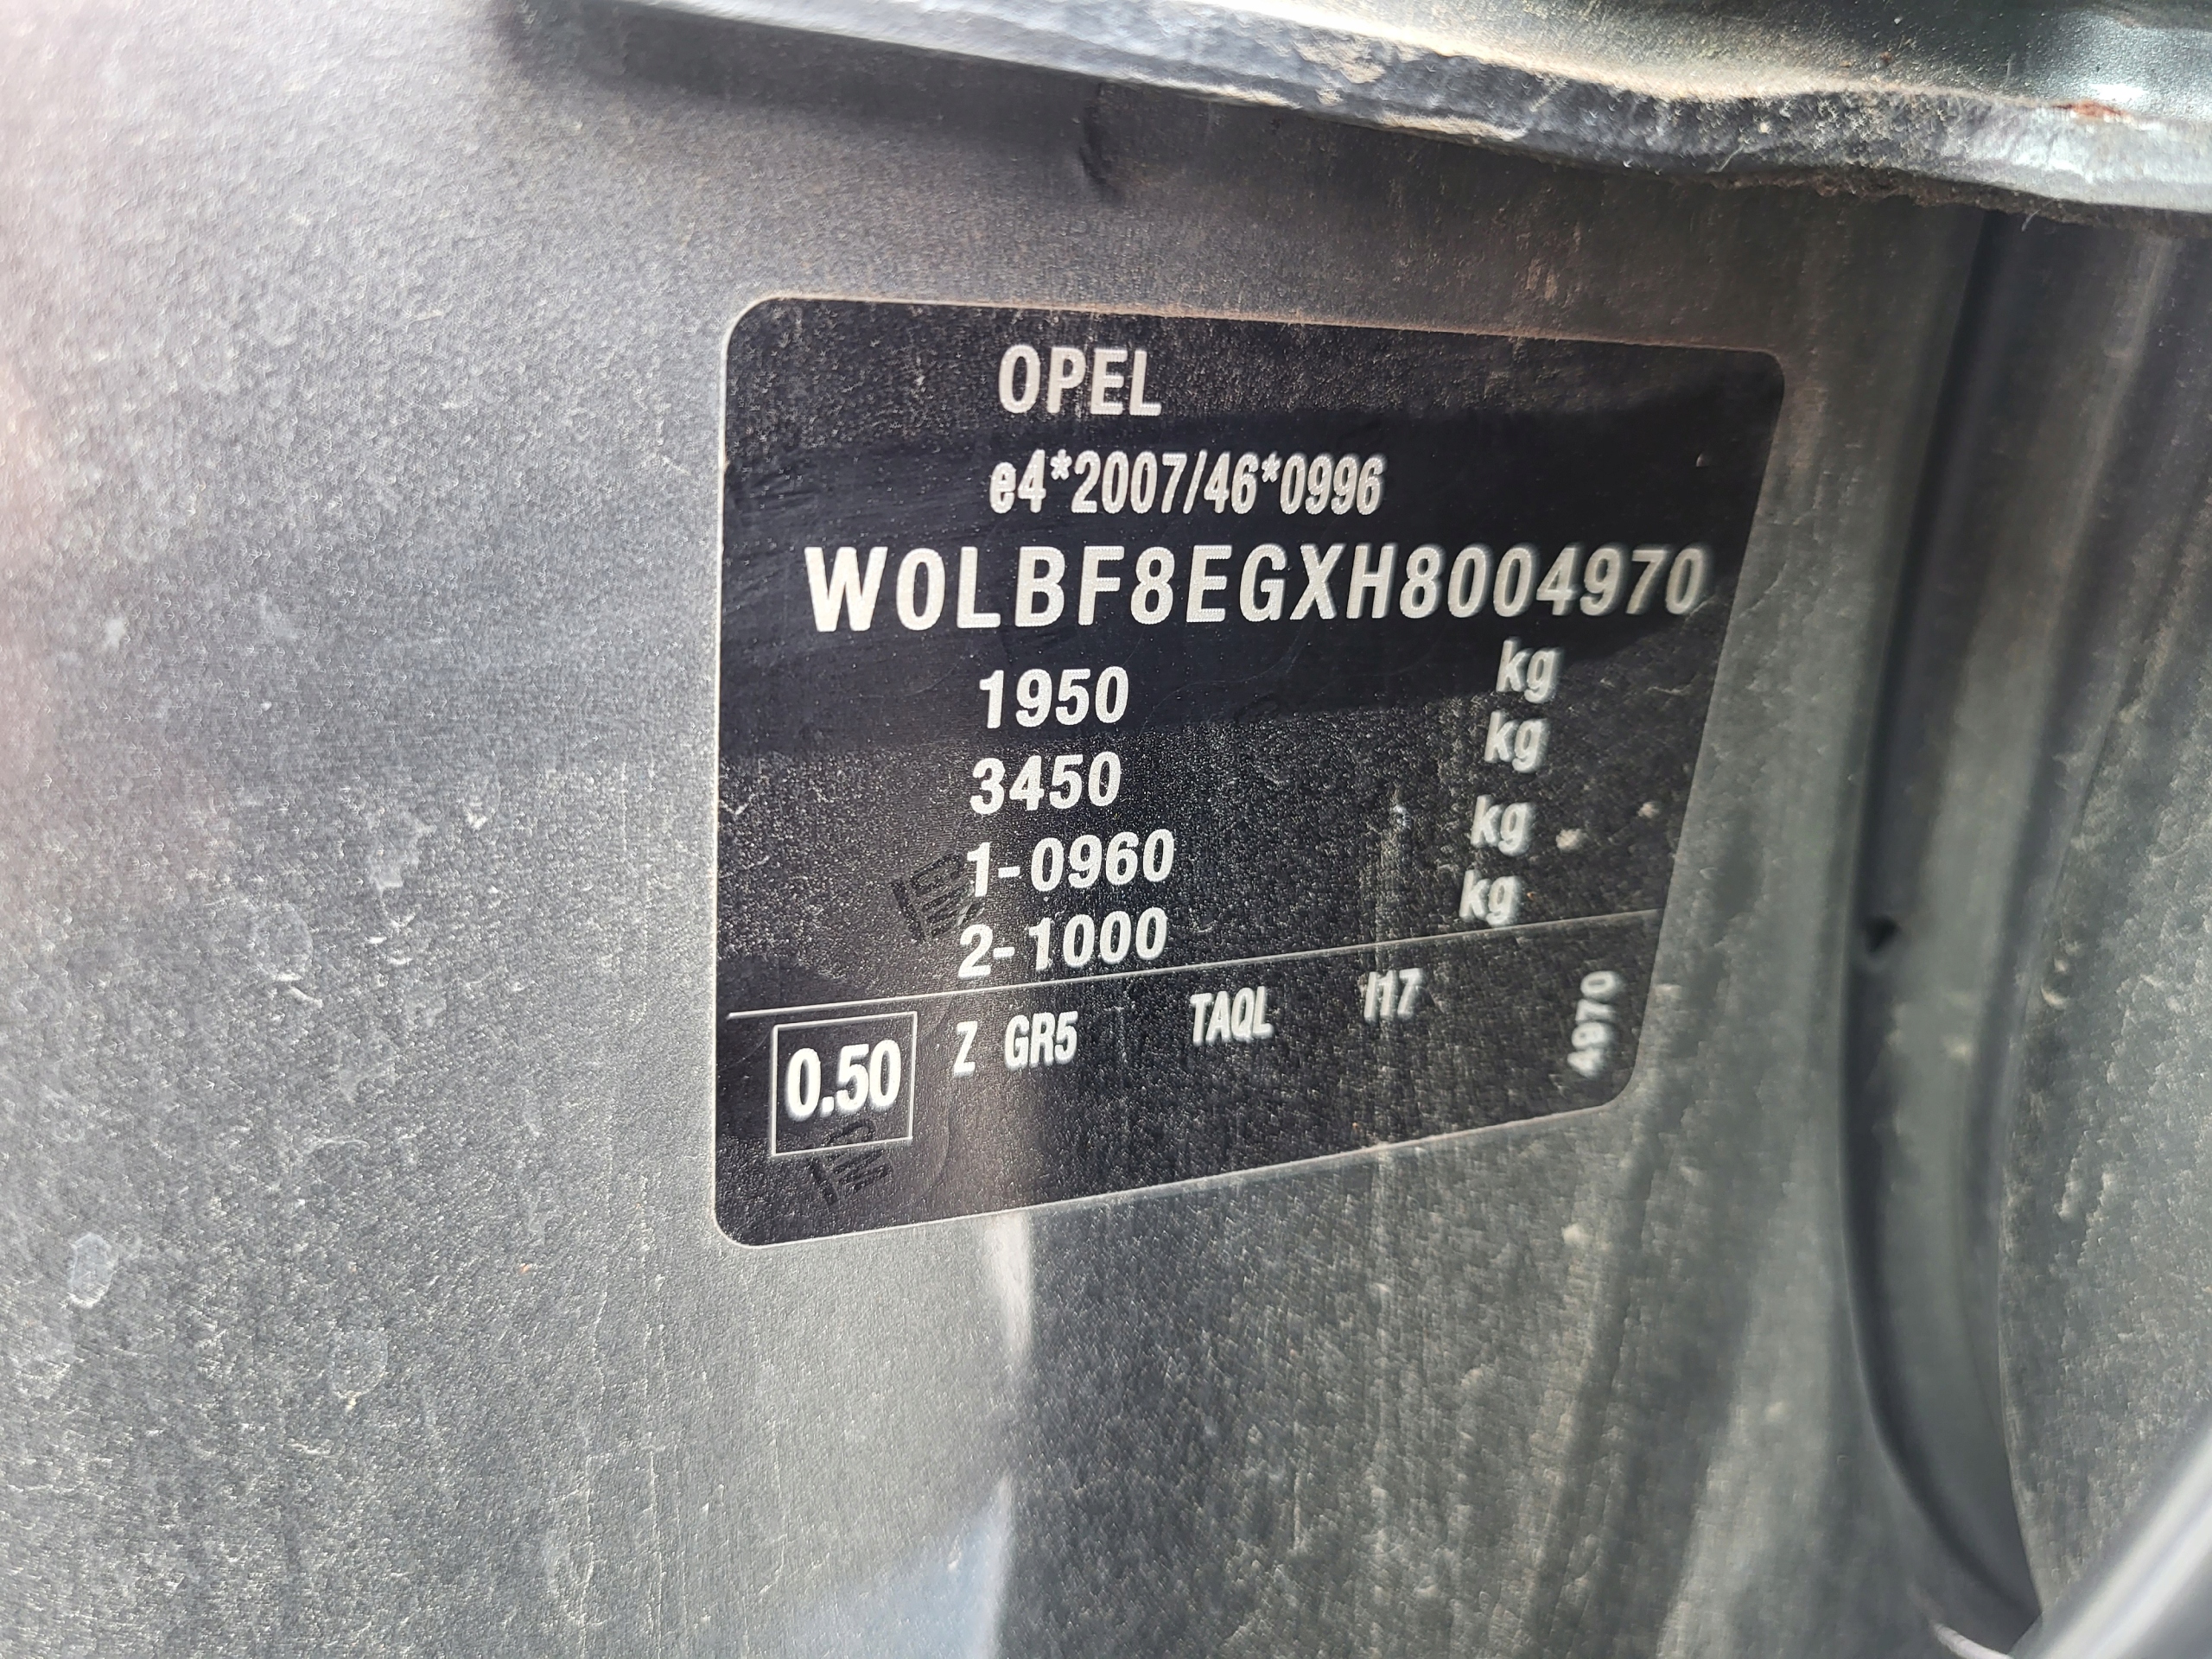 OPEL
e4*2007/46*0996
W0LBF8EGXH8004970
1950 kg
3450 kg
1-0960 kg
2-1000 kg
0.50 Z GR5 TAQL I17 4970